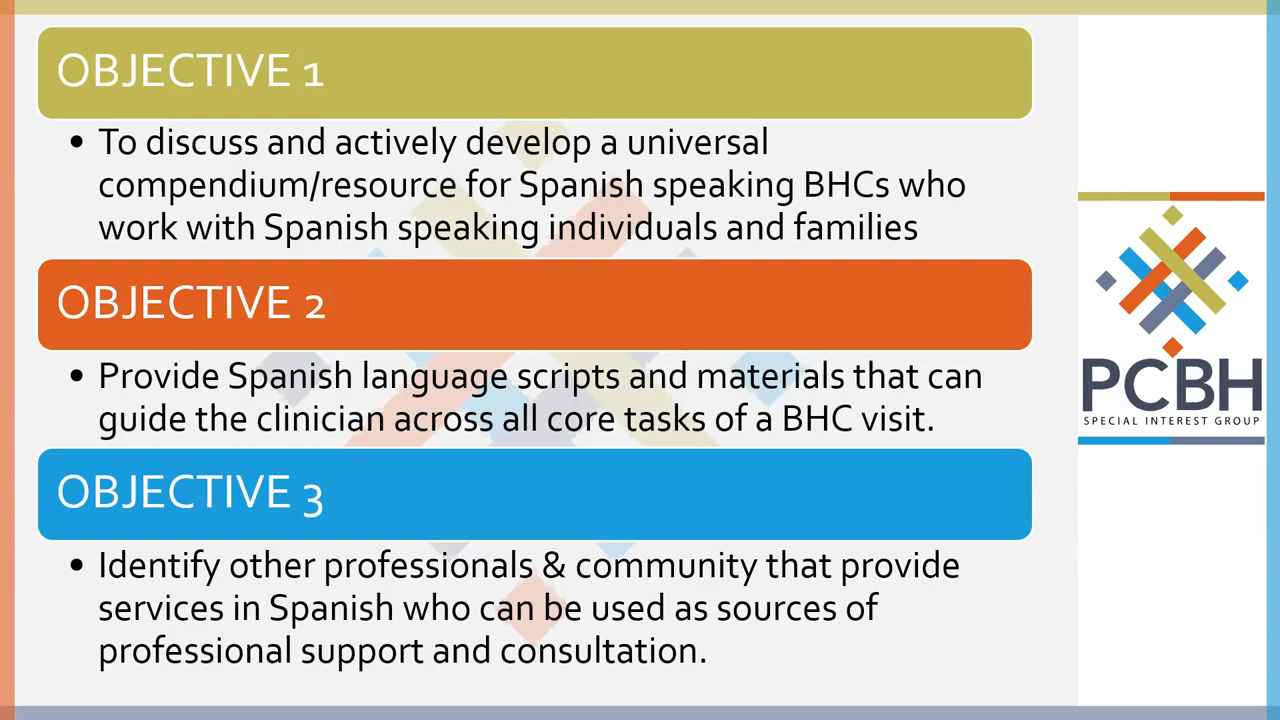 OBJECTIVE 1
• To discuss and actively develop a universal
compendium/resource for Spanish speaking BHCs who
work with Spanish speaking individuals and families
OBJECTIVE 2
• Provide Spanish language scripts and materials that can
guide the clinician across all core tasks of a BHC visit.
OBJECTIVE 3
• Identify other professionals & community that provide
services in Spanish who can be used as sources of
professional support and consultation.
PCBH
SPECIAL INTEREST GROUP